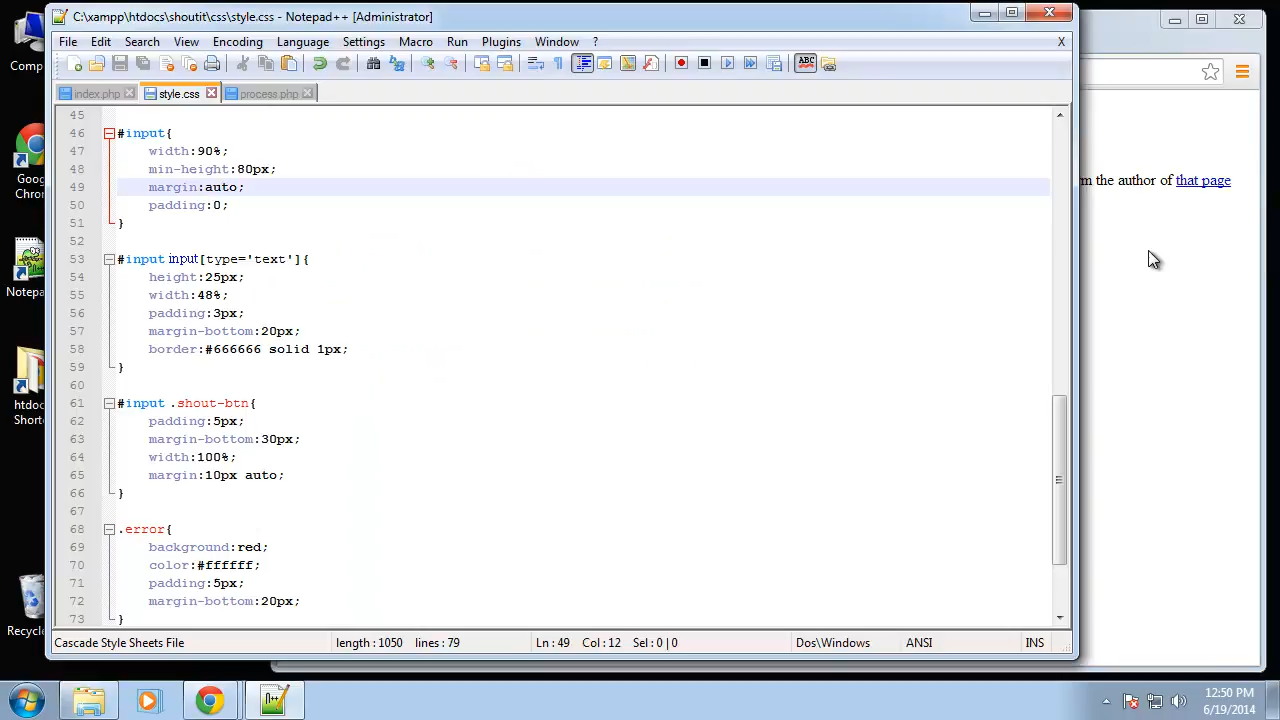 C:\xampp\htdocs\shoutit\css\style.css - Notepad++ [Administrator]
File Edit Search View Encoding Language Settings Macro Run Plugins Window ? X
index.php style.css process.php
45
46 #input{
47 width:90%;
48 min-height:80px;
49 margin:auto;
50 padding:0;
51 }
52
53 #input input[type='text']{
54 height:25px;
55 width:48%;
56 padding:3px;
57 margin-bottom:20px;
58 border:#666666 solid 1px;
59 }
60
61 #input .shout-btn{
62 padding:5px;
63 margin-bottom:30px;
64 width:100%;
65 margin:10px auto;
66 }
67
68 .error{
69 background:red;
70 color:#ffffff;
71 padding:5px;
72 margin-bottom:20px;
73 }
Cascade Style Sheets File length : 1050 lines : 79 Ln : 49 Col : 12 Sel : 0 | 0 Dos\Windows ANSI INS
m the author of that page
Comp
Goog
Chron
Notepa
htdoc
Shortc
Recycle
12:50 PM
6/19/2014